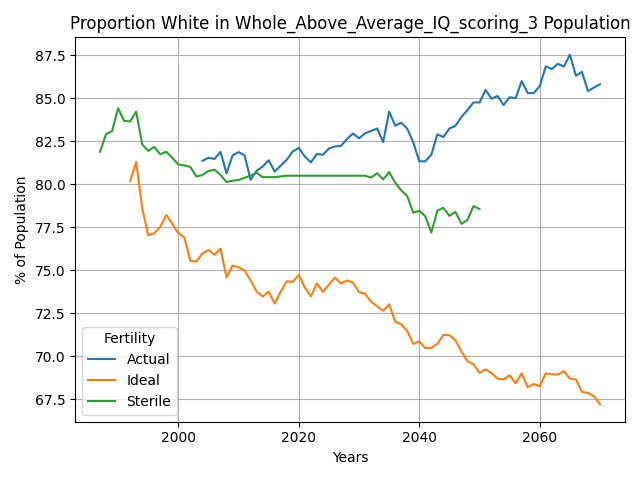 Proportion White in Whole_Above_Average_IQ_scoring_3 Population
% of Population
87.5
85.0
82.5
80.0
77.5
75.0
72.5
70.0
67.5
Fertility
Actual
Ideal
Sterile
2000
2020
2040
2060
Years